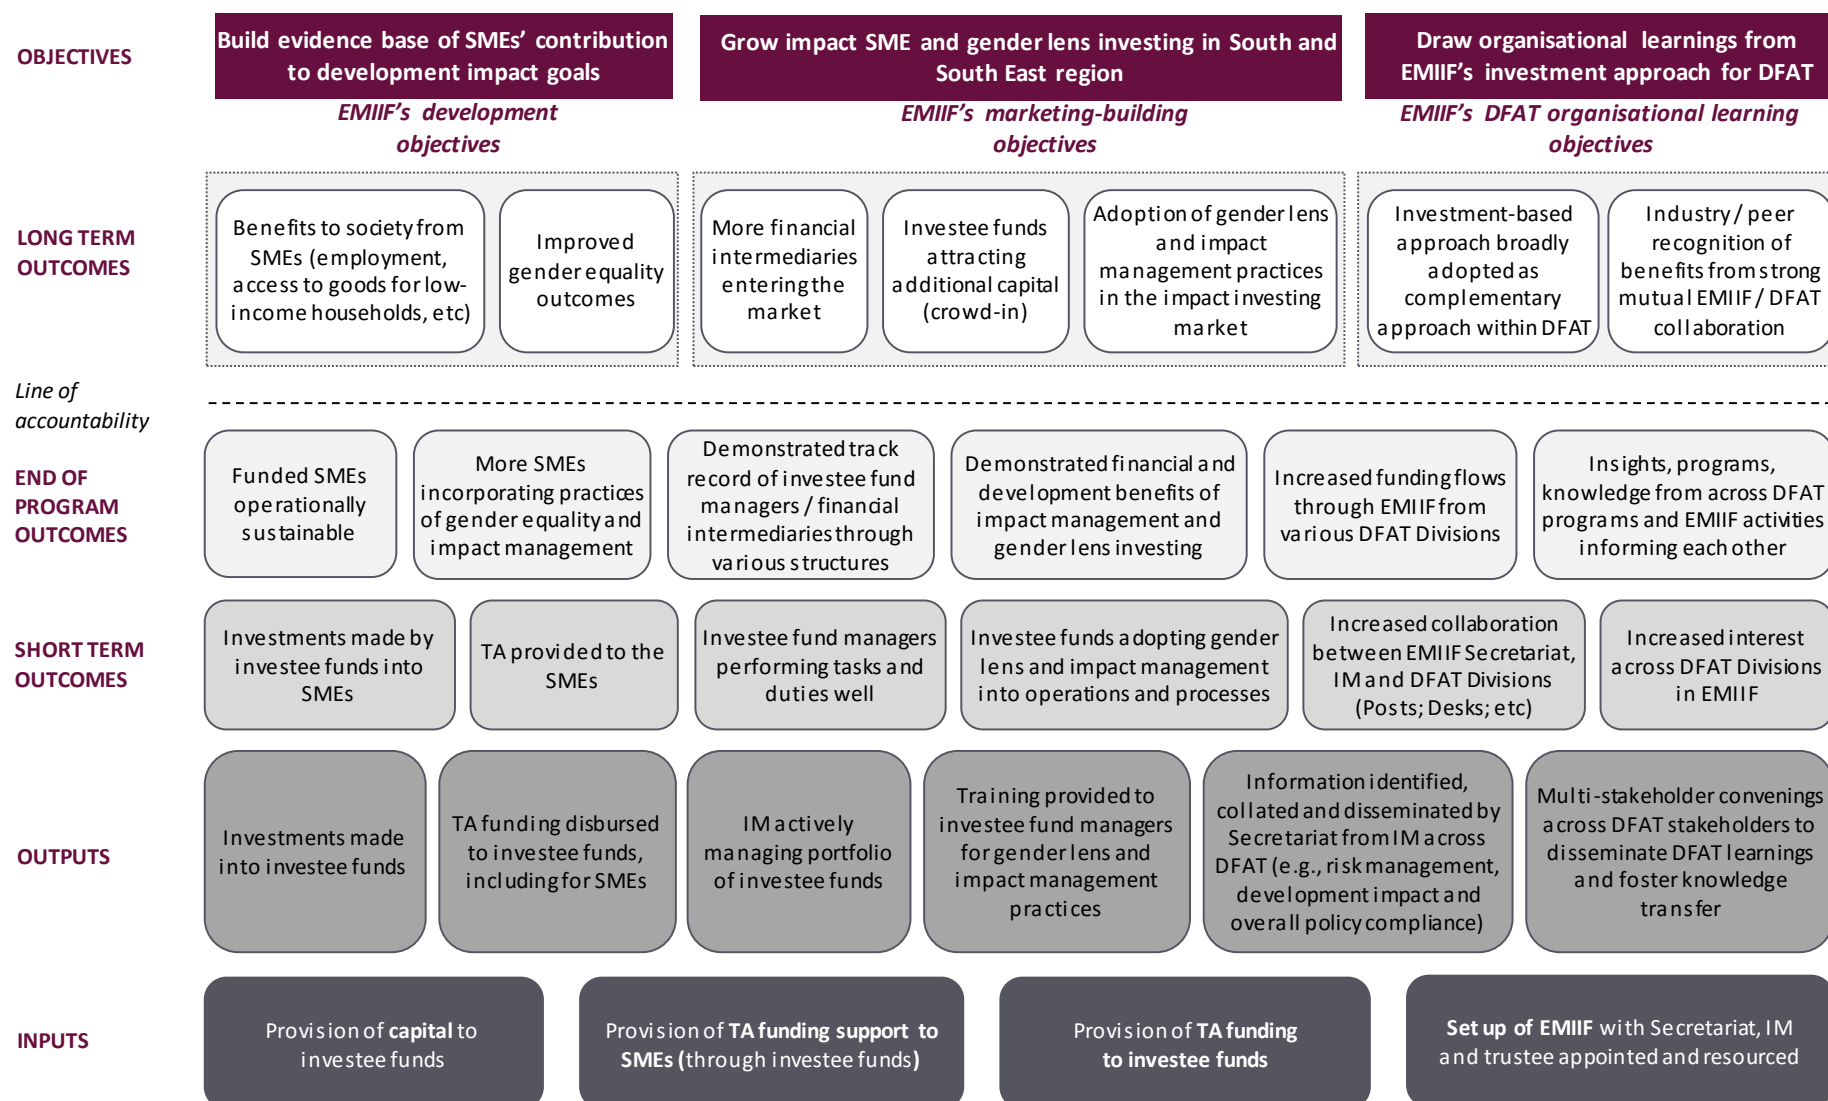 OBJECTIVES
Build evidence base of SMEs' contribution
to development impact goals
Grow impact SME and gender lens investing in South and
South East region
Draw organisational learnings from
EMIIF's investment approach for DFAT
EMIIF's development
objectives
EMIIF's marketing-building
objectives
EMIIF's DFAT organisational learning
objectives
LONG TERM
OUTCOMES
Benefits to society from
SMEs (employment,
access to goods for low-
income households, etc)
Improved
gender equality
outcomes
More financial
intermediaries
entering the
market
Investee funds
attracting
additional capital
(crowd-in)
Adoption of gender lens
and impact
management practices
in the impact investing
market
Investment-based
approach broadly
adopted as
complementary
approach within DFAT
Industry / peer
recognition of
benefits from strong
mutual EMIIF / DFAT
collaboration
Line of
accountability
END OF
PROGRAM
OUTCOMES
Funded SMEs
operationally
sustainable
More SMEs
incorporating practices
of gender equality and
impact management
Demonstrated track
record of investee fund
managers / financial
intermediaries through
various structures
Demonstrated financial and
development benefits of
impact management and
gender lens investing
Increased funding flows
through EMIIF from
various DFAT Divisions
Insights, programs,
knowledge from across DFAT
programs and EMIIF activities
informing each other
SHORT TERM
OUTCOMES
Investments made by
investee funds into
SMEs
TA provided to the
SMEs
Investee fund managers
performing tasks and
duties well
Investee funds adopting gender
lens and impact management
into operations and processes
Increased collaboration
between EMIIF Secretariat,
IM and DFAT Divisions
(Posts; Desks; etc)
Increased interest
across DFAT Divisions
in EMIIF
OUTPUTS
Investments made
into investee funds
TA funding disbursed
to investee funds,
including for SMEs
IM actively
managing portfolio
of investee funds
Training provided to
investee fund managers
for gender lens and
impact management
practices
Information identified,
collated and disseminated by
Secretariat from IM across
DFAT (e.g., risk management,
development impact and
overall policy compliance)
Multi-stakeholder convenings
across DFAT stakeholders to
disseminate DFAT learnings
and foster knowledge
transfer
INPUTS
Provision of capital to
investee funds
Provision of TA funding support to
SMEs (through investee funds)
Provision of TA funding
to investee funds
Set up of EMIIF with Secretariat, IM
and trustee appointed and resourced